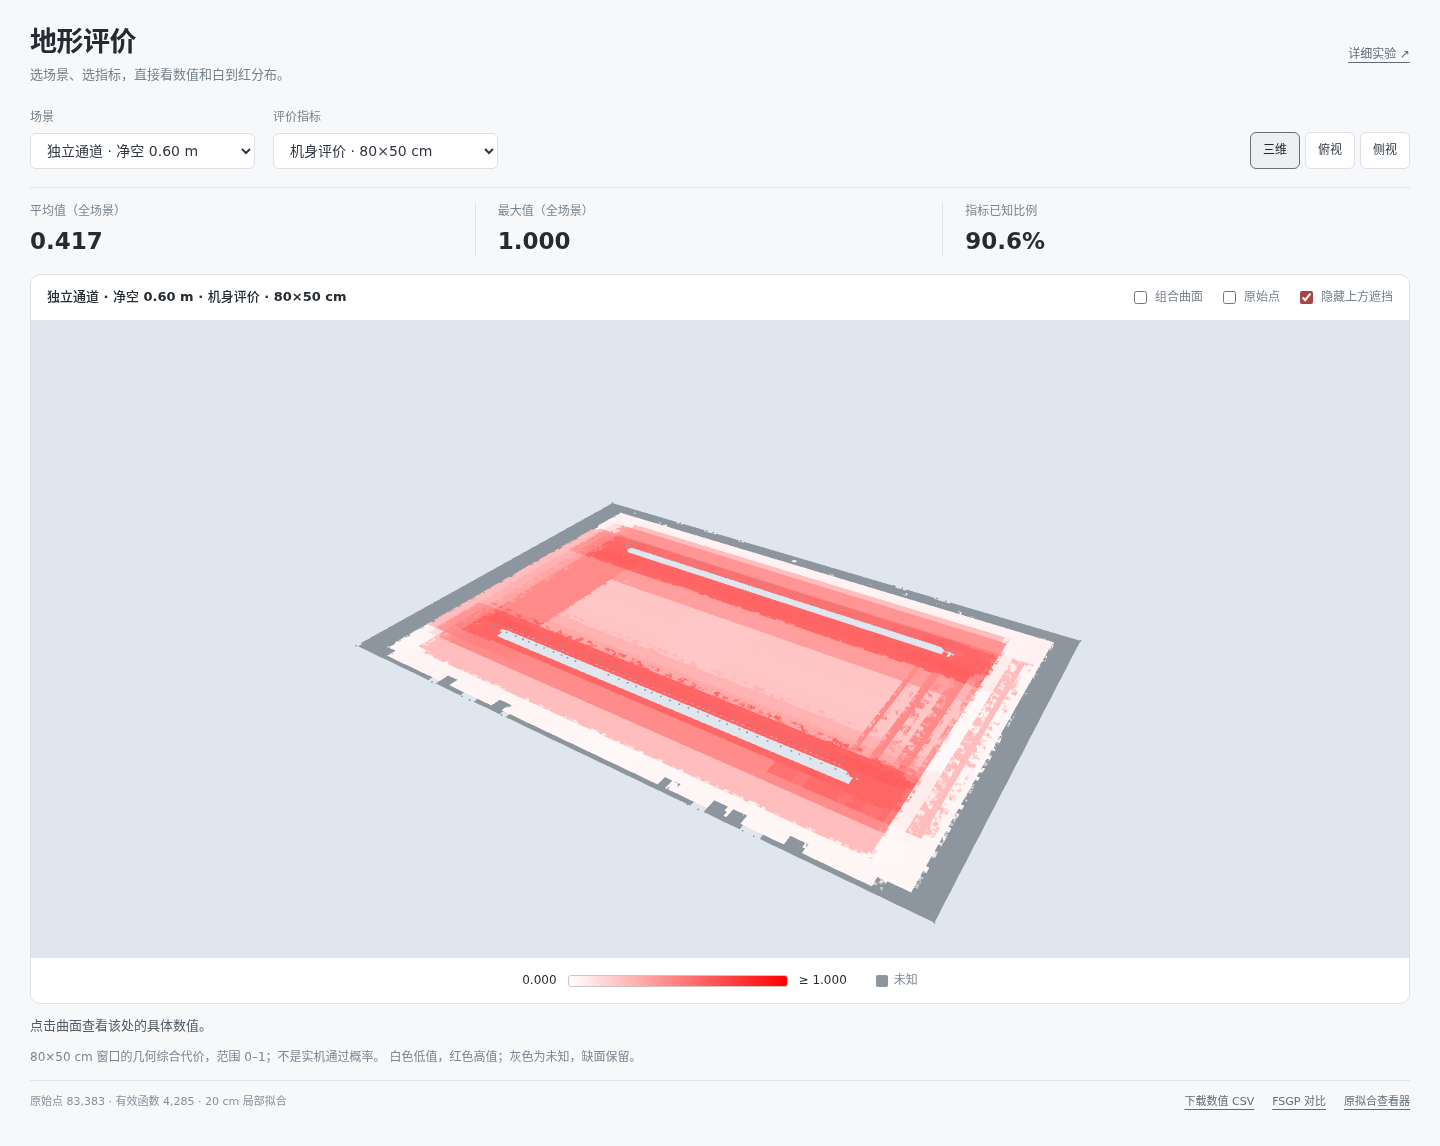 地形评价
选场景、选指标，直接看数值和白到红分布。
详细实验 ↗
场景
评价指标
独立通道 · 净空 0.60 m
机身评价 · 80×50 cm
三维
俯视
侧视
平均值（全场景）
最大值（全场景）
指标已知比例
0.417
1.000
90.6%
独立通道 · 净空 0.60 m · 机身评价 · 80×50 cm
组合曲面
原始点
隐藏上方遮挡
0.000
≥ 1.000
未知
点击曲面查看该处的具体数值。
80×50 cm 窗口的几何综合代价，范围 0–1；不是实机通过概率。 白色低值，红色高值；灰色为未知，缺面保留。
原始点 83,383 · 有效函数 4,285 · 20 cm 局部拟合
下载数值 CSV
FSGP 对比
原拟合查看器